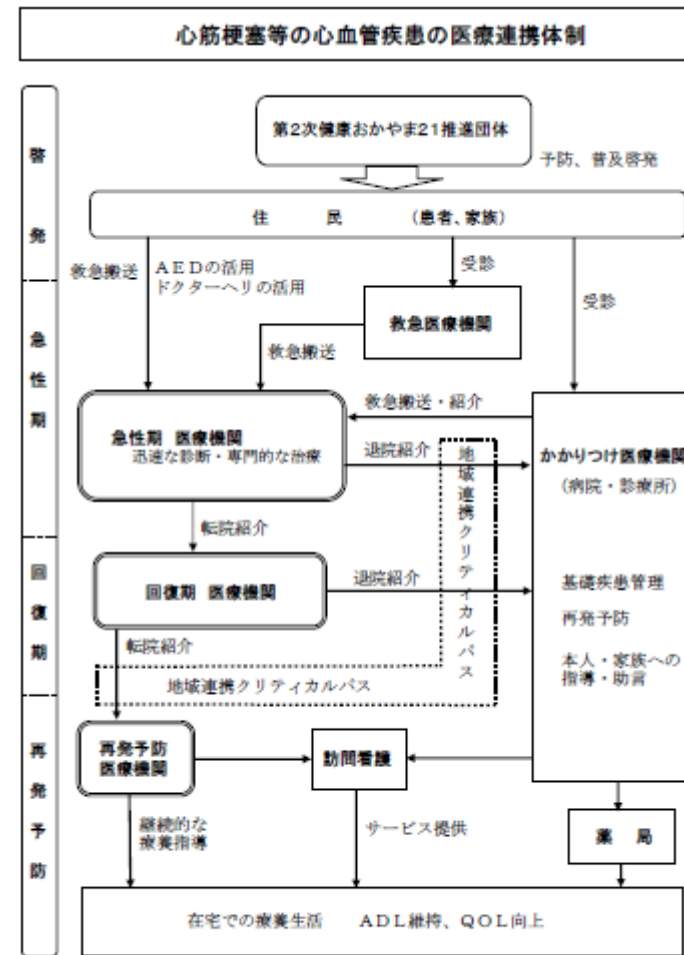 心筋梗塞等の心血管疾患の医療連携体制
啓発
第2次健康おかやま21推進団体
予防、普及啓発
住 民 (患者、家族)
救急搬送
AEDの活用
ドクターヘリの活用
受診
受診
急性期
救急医療機関
救急搬送
急性期 医療機関
迅速な診断・専門的な治療
救急搬送・紹介
退院紹介
地域連携クリティカルパス
かかりつけ医療機関
(病院・診療所)
転院紹介
回復期
回復期 医療機関
退院紹介
基礎疾患管理
再発予防
本人・家族への
指導・助言
転院紹介
地域連携クリティカルパス
再発予防
再発予防
医療機関
訪問看護
継続的な
療養指導
サービス提供
薬 局
在宅での療養生活 ADL維持、QOL向上